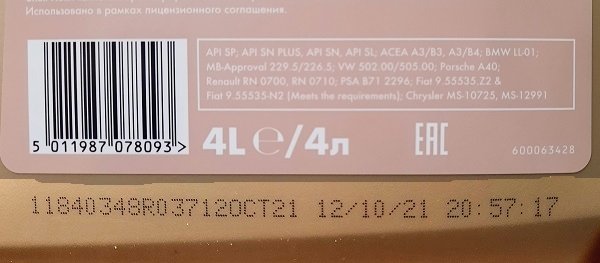 Использовано в рамках лицензионного соглашения.
API SP; API SN PLUS, API SN, API SL; ACEA A3/B3, A3/B4; BMW LL-01;
MB-Approval 229.5/226.5; VW 502.00/505.00; Porsche A40;
Renault RN 0700, RN 0710; PSA B71 2296; Fiat 9.55535-Z2 &
Fiat 9.55535-N2 (Meets the requirements); Chrysler MS-10725, MS-12991
5 011987 078093 >
4L ℮/4л
EAC
600063428
11840348R03712OCT21 12/10/21 20:57:17